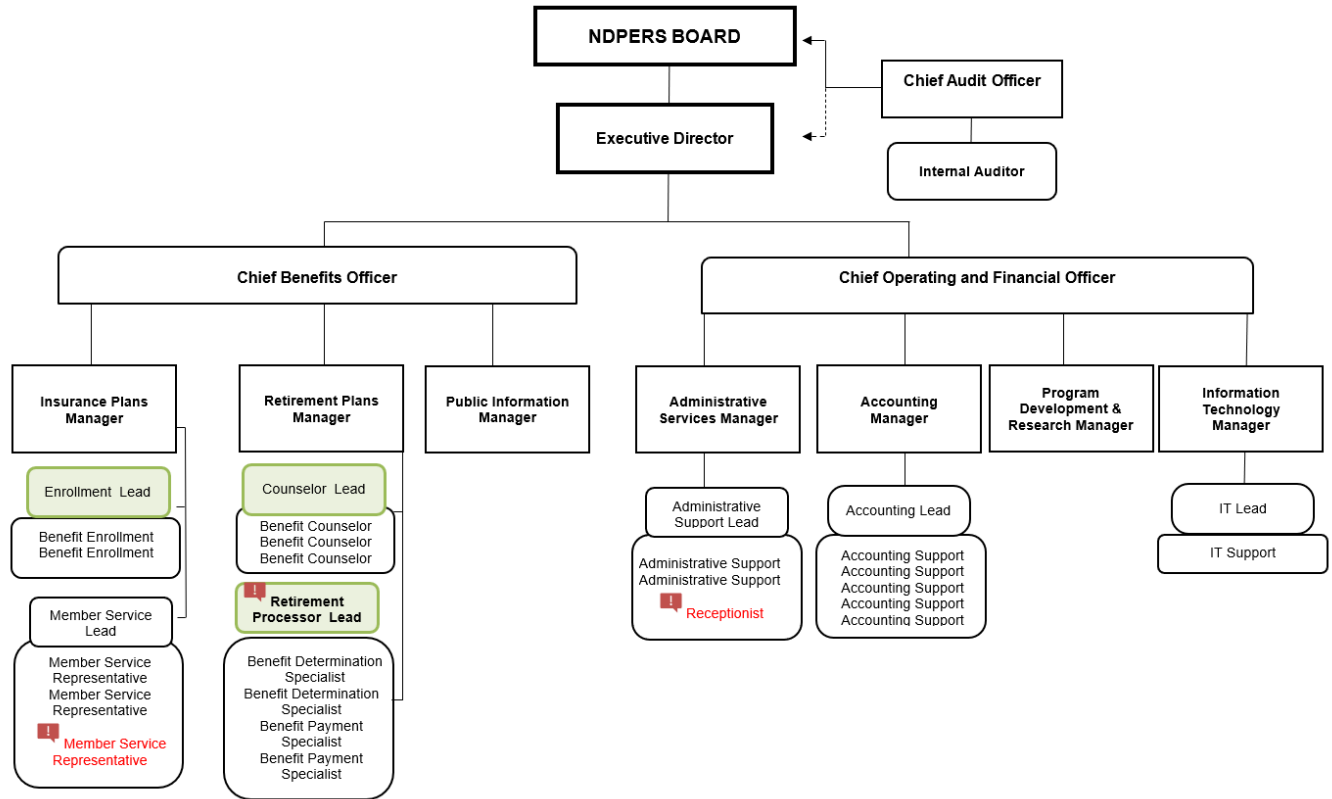 NDPERS BOARD
Chief Audit Officer
Executive Director
Internal Auditor
Chief Benefits Officer
Chief Operating and Financial Officer
Insurance Plans
Manager
Retirement Plans
Manager
Public Information
Manager
Administrative
Services Manager
Accounting
Manager
Program
Development &
Research Manager
Information
Technology
Manager
Enrollment Lead
Benefit Enrollment
Benefit Enrollment
Member Service
Lead
Member Service
Representative
Member Service
Representative
! Member Service
Representative
Counselor Lead
Benefit Counselor
Benefit Counselor
Benefit Counselor
! Retirement
Processor Lead
Benefit Determination
Specialist
Benefit Determination
Specialist
Benefit Payment
Specialist
Benefit Payment
Specialist
Administrative
Support Lead
Administrative Support
Administrative Support
! Receptionist
Accounting Lead
Accounting Support
Accounting Support
Accounting Support
Accounting Support
Accounting Support
IT Lead
IT Support